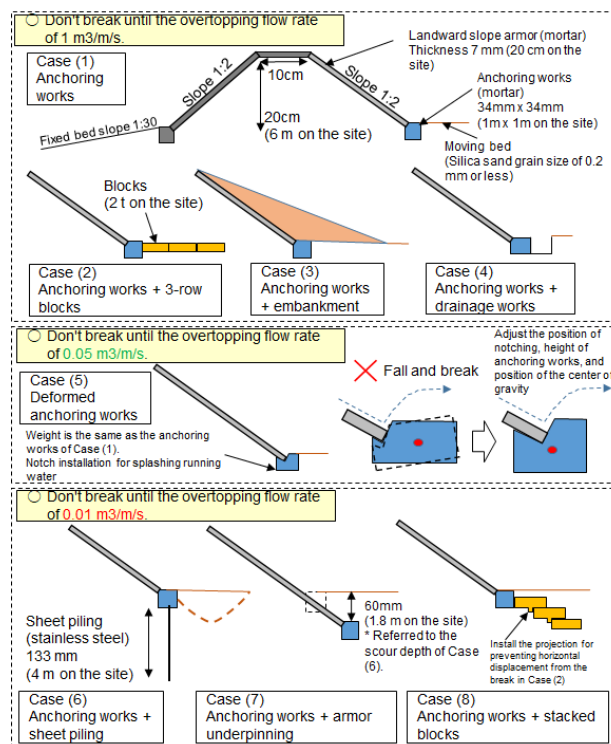 ○ Don't break until the overtopping flow rate
of 1 m3/m/s.
Case (1)
Anchoring
works
Slope 1:2
10cm
Slope 1:2
Landward slope armor (mortar)
Thickness 7 mm (20 cm on the
site)
Fixed bed slope 1:30
20cm
(6 m on the site)
Anchoring works
(mortar)
34mm x 34mm
(1m x 1m on the site)
Moving bed
(Silica sand grain size of 0.2
mm or less)
Blocks
(2 t on the site)
Case (2)
Anchoring works + 3-row
blocks
Case (3)
Anchoring works
+ embankment
Case (4)
Anchoring works +
drainage works
○ Don't break until the overtopping flow rate
of 0.05 m3/m/s.
Case (5)
Deformed
anchoring works
Weight is the same as the anchoring
works of Case (1).
Notch installation for splashing running
water
Fall and break
Adjust the position of
notching, height of
anchoring works, and
position of the center of
gravity
○ Don't break until the overtopping flow rate
of 0.01 m3/m/s.
Sheet piling
(stainless steel)
133 mm
(4 m on the site)
60mm
(1.8 m on the site)
* Referred to the
scour depth of Case
(6).
Install the projection for
preventing horizontal
displacement from the
break in Case (2)
Case (6)
Anchoring works +
sheet piling
Case (7)
Anchoring works + armor
underpinning
Case (8)
Anchoring works + stacked
blocks